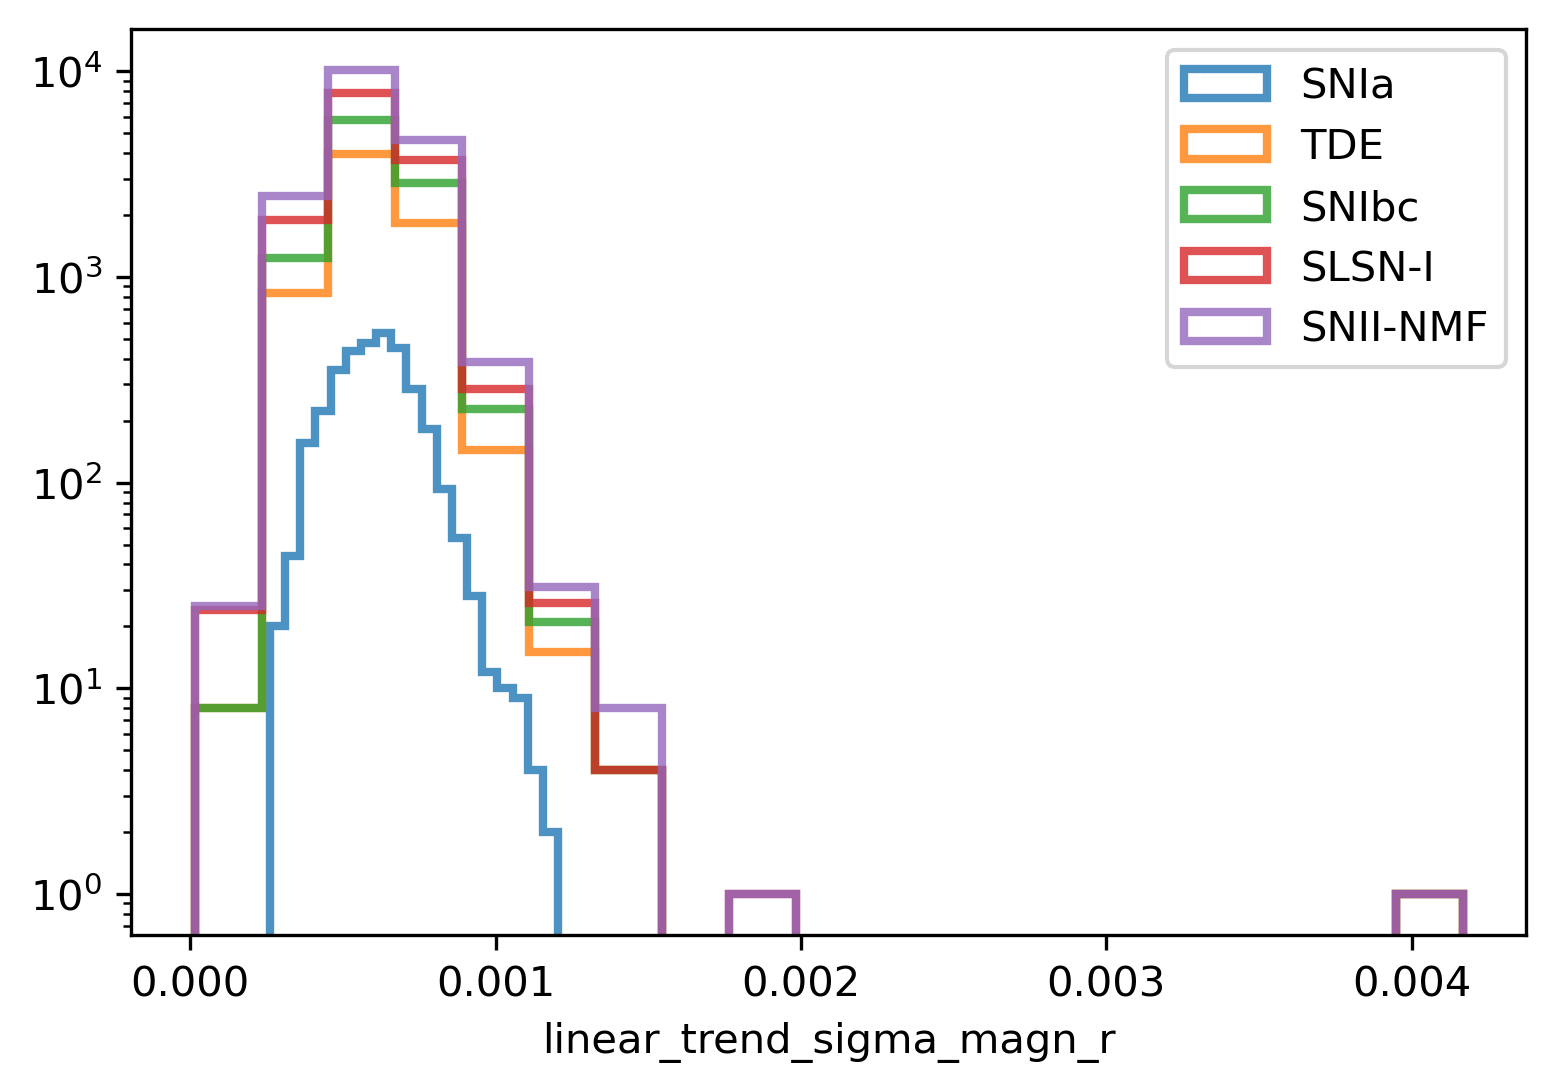 10^4
10^3
10^2
10^1
10^0
SNIa
TDE
SNIbc
SLSN-I
SNII-NMF
0.000 0.001 0.002 0.003 0.004
linear_trend_sigma_magn_r